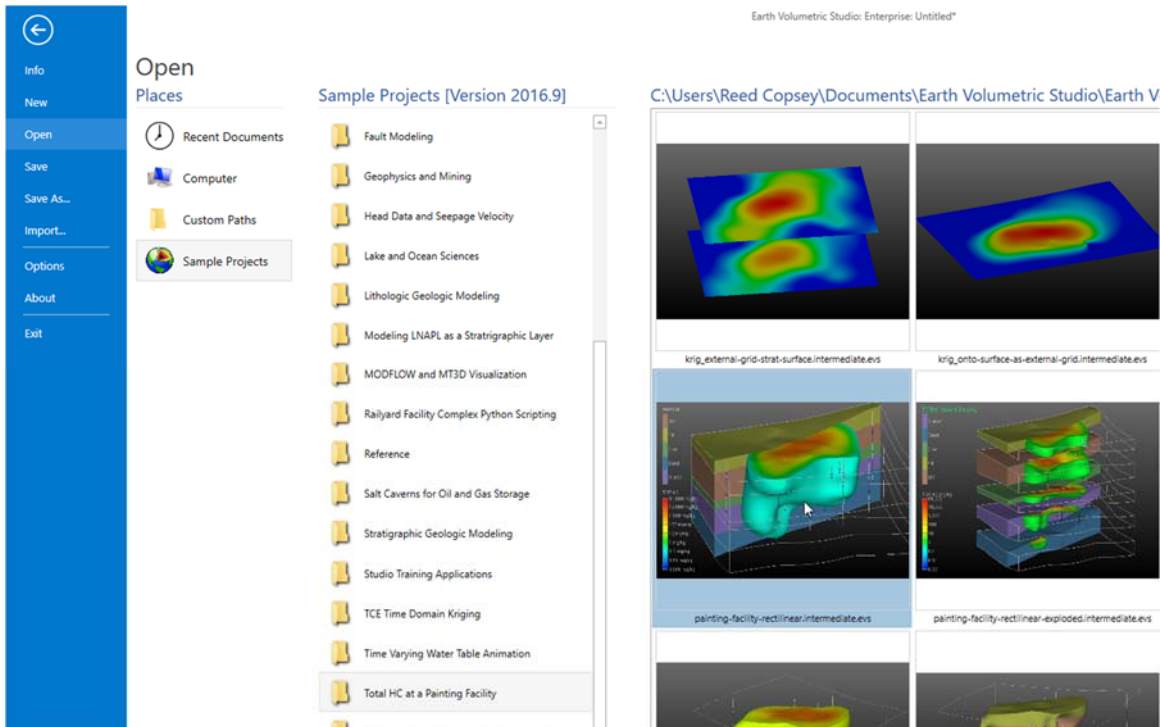 Earth Volumetric Studio: Enterprise: Untitled*
Info
New
Open
Save
Save As...
Import...
Options
About
Exit
Open
Places
Recent Documents
Computer
Custom Paths
Sample Projects
Sample Projects [Version 2016.9]
Fault Modeling
Geophysics and Mining
Head Data and Seepage Velocity
Lake and Ocean Sciences
Lithologic Geologic Modeling
Modeling LNAPL as a Stratrigraphic Layer
MODFLOW and MT3D Visualization
Railyard Facility Complex Python Scripting
Reference
Salt Caverns for Oil and Gas Storage
Stratigraphic Geologic Modeling
Studio Training Applications
TCE Time Domain Kriging
Time Varying Water Table Animation
Total HC at a Painting Facility
C:\Users\Reed Copsey\Documents\Earth Volumetric Studio\Earth V
krig_external-grid-strat-surface.intermediate.evs
krig_onto-surface-as-external-grid.intermediate.evs
painting-facility-rectilinear.intermediate.evs
painting-facility-rectilinear-exploded.intermediate.evs